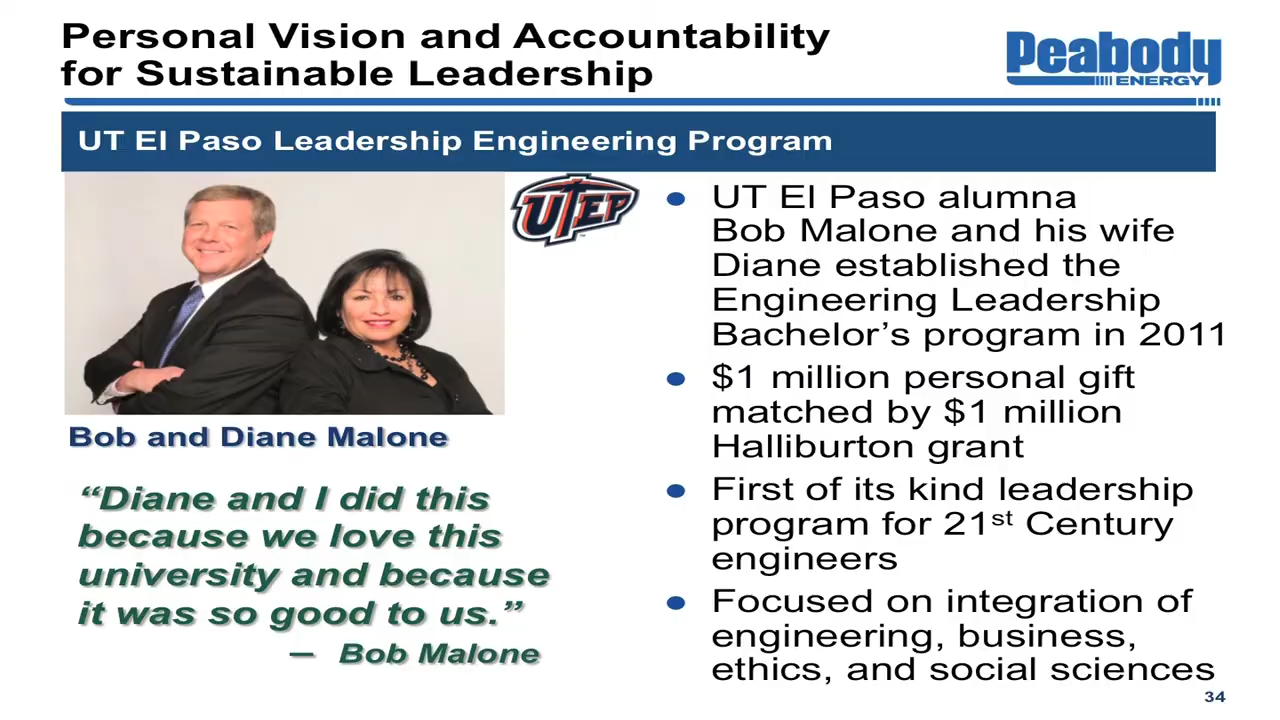 Personal Vision and Accountability
for Sustainable Leadership
Peabody
ENERGY
UT El Paso Leadership Engineering Program
UTEP
Bob and Diane Malone
“Diane and I did this
because we love this
university and because
it was so good to us.”
– Bob Malone
● UT El Paso alumna
Bob Malone and his wife
Diane established the
Engineering Leadership
Bachelor’s program in 2011
● $1 million personal gift
matched by $1 million
Halliburton grant
● First of its kind leadership
program for 21st Century
engineers
● Focused on integration of
engineering, business,
ethics, and social sciences
34